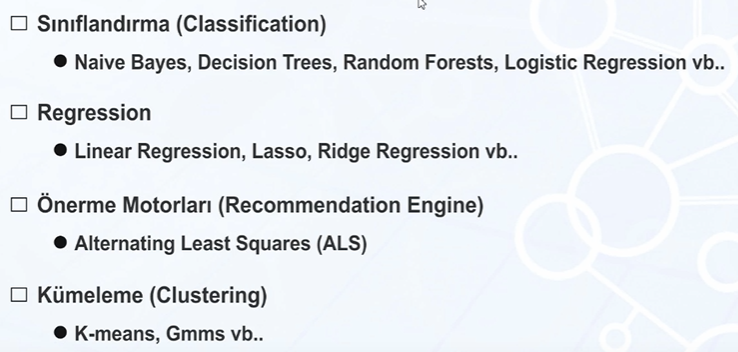 Sınıflandırma (Classification)
Naive Bayes, Decision Trees, Random Forests, Logistic Regression vb..
Regression
Linear Regression, Lasso, Ridge Regression vb..
Önerme Motorları (Recommendation Engine)
Alternating Least Squares (ALS)
Kümeleme (Clustering)
K-means, Gmms vb..